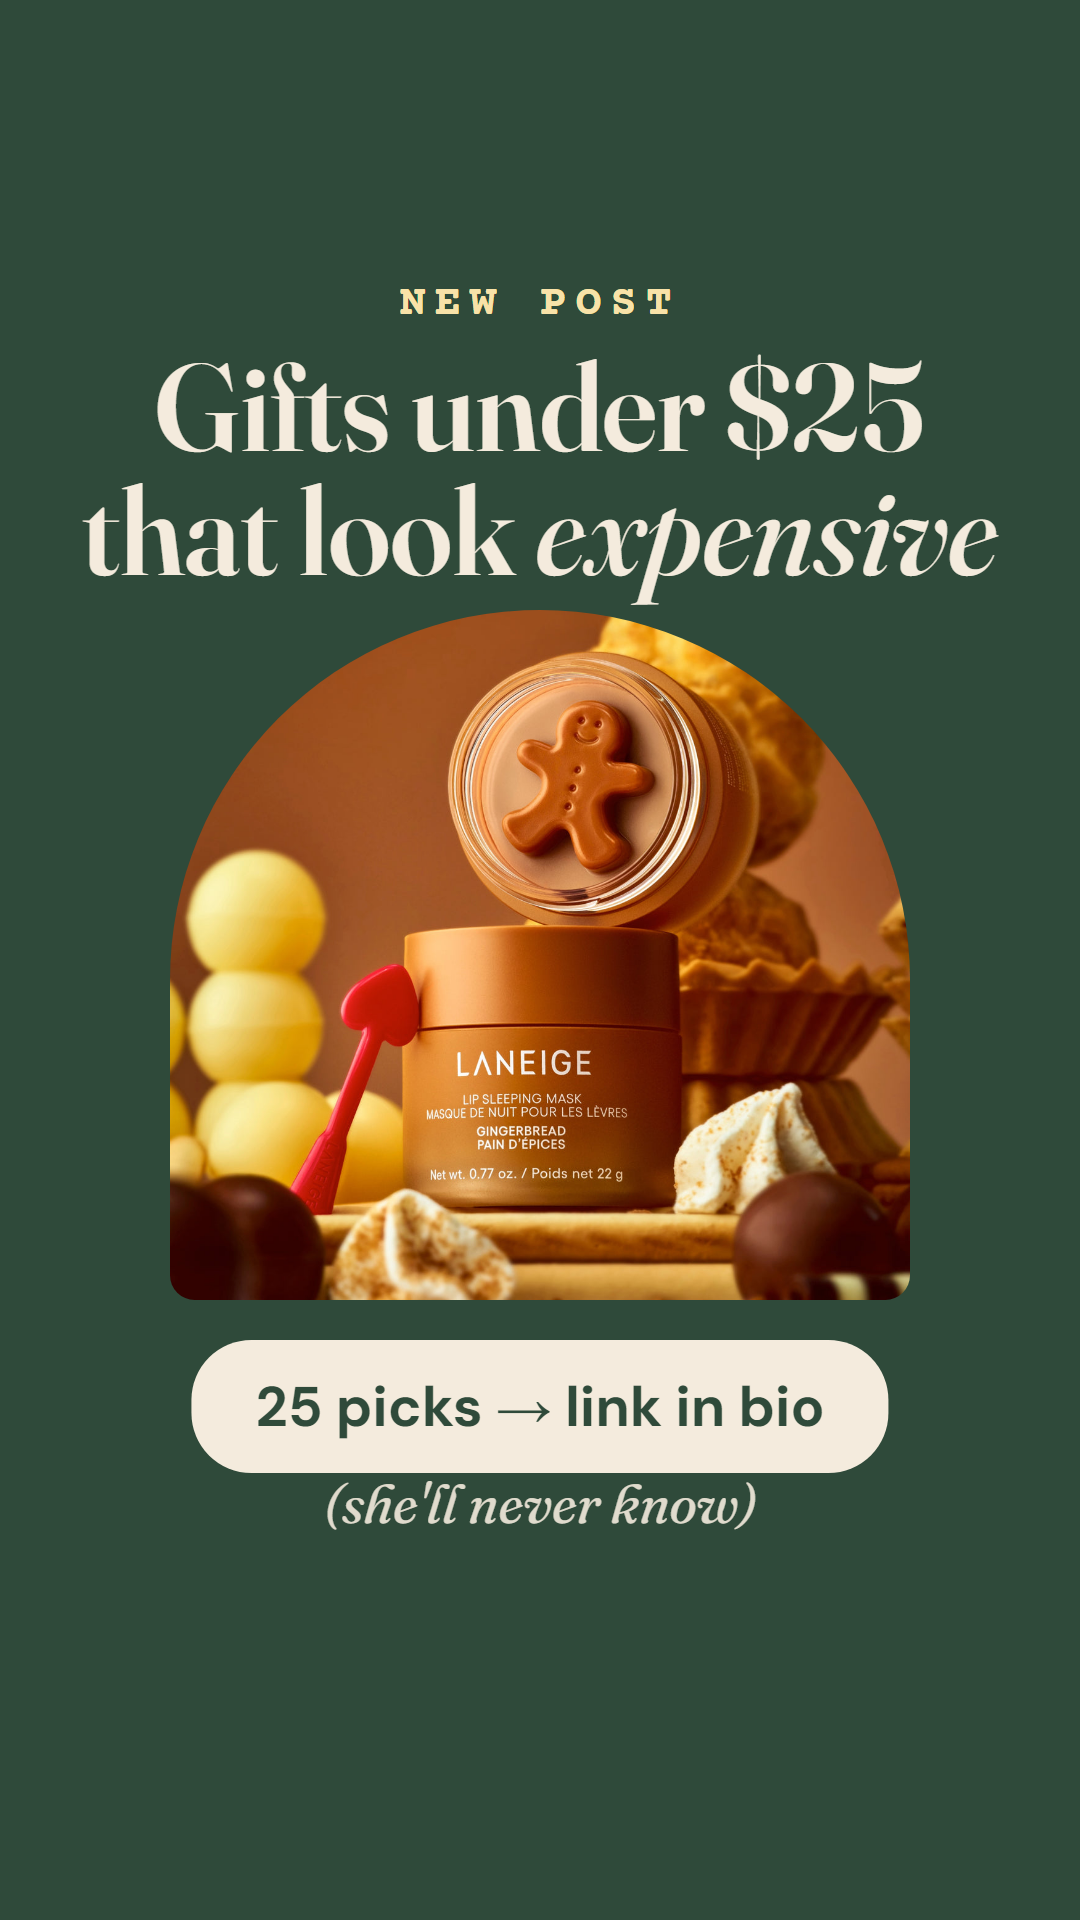 NEW POST
Gifts under $25
that look expensive
LANEIGE
LIP SLEEPING MASK
MASQUE DE NUIT POUR LES LÈVRES
GINGERBREAD
PAIN D'ÉPICES
Net wt. 0.77 oz. / Poids net 22 g
25 picks → link in bio
(she'll never know)